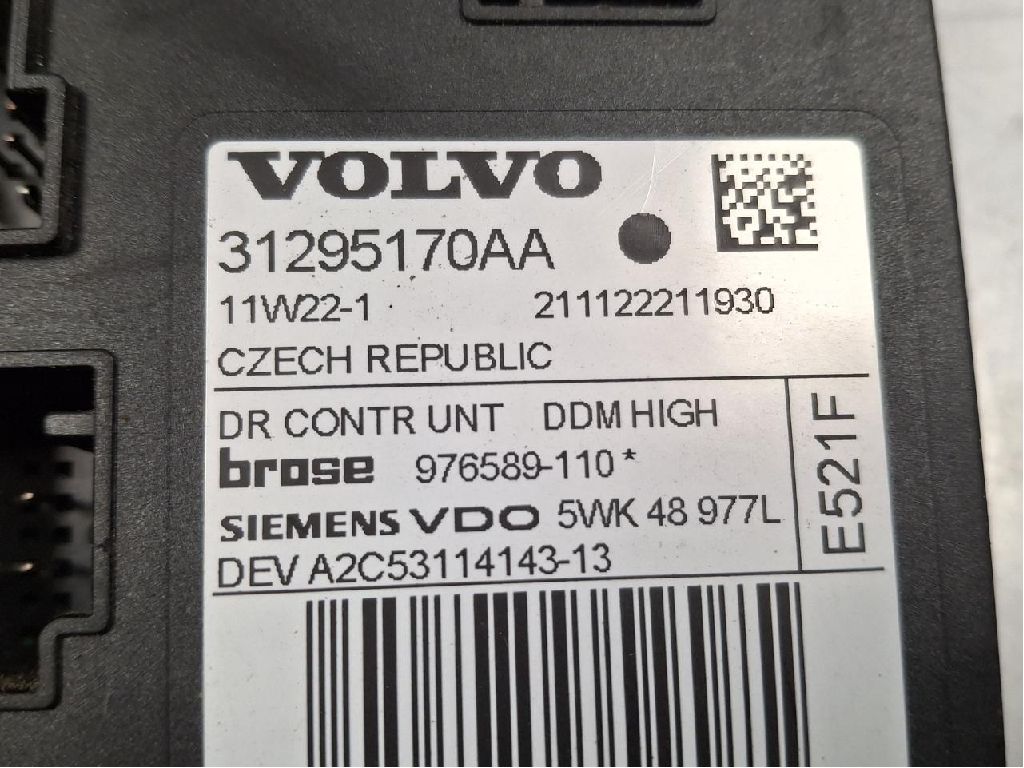 VOLVO
31295170AA
11W22-1 211122211930
CZECH REPUBLIC
DR CONTR UNT DDM HIGH
brose 976589-110*
SIEMENS VDO 5WK 48 977L
DEV A2C53114143-13
E521F